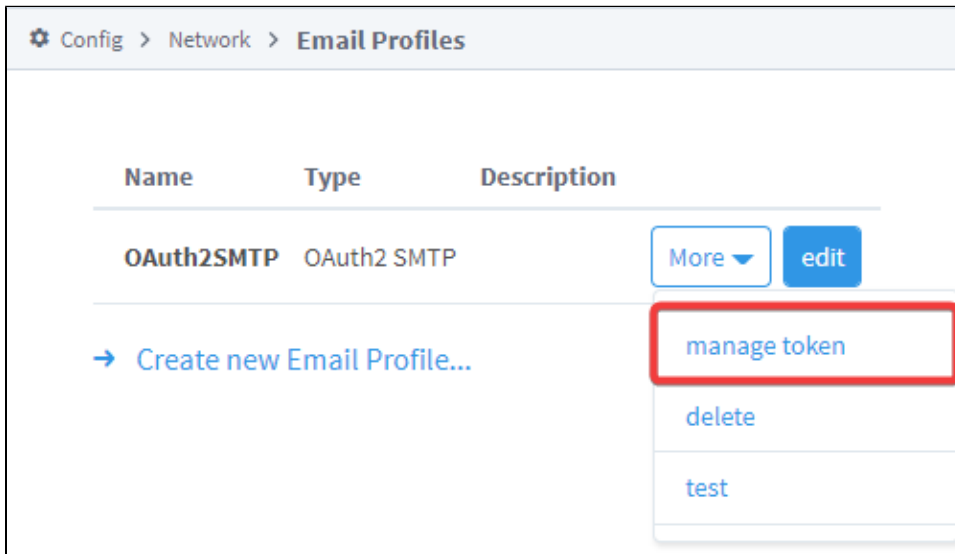 Config > Network > Email Profiles
Name Type Description
OAuth2SMTP OAuth2 SMTP More edit
manage token
→ Create new Email Profile...
delete
test